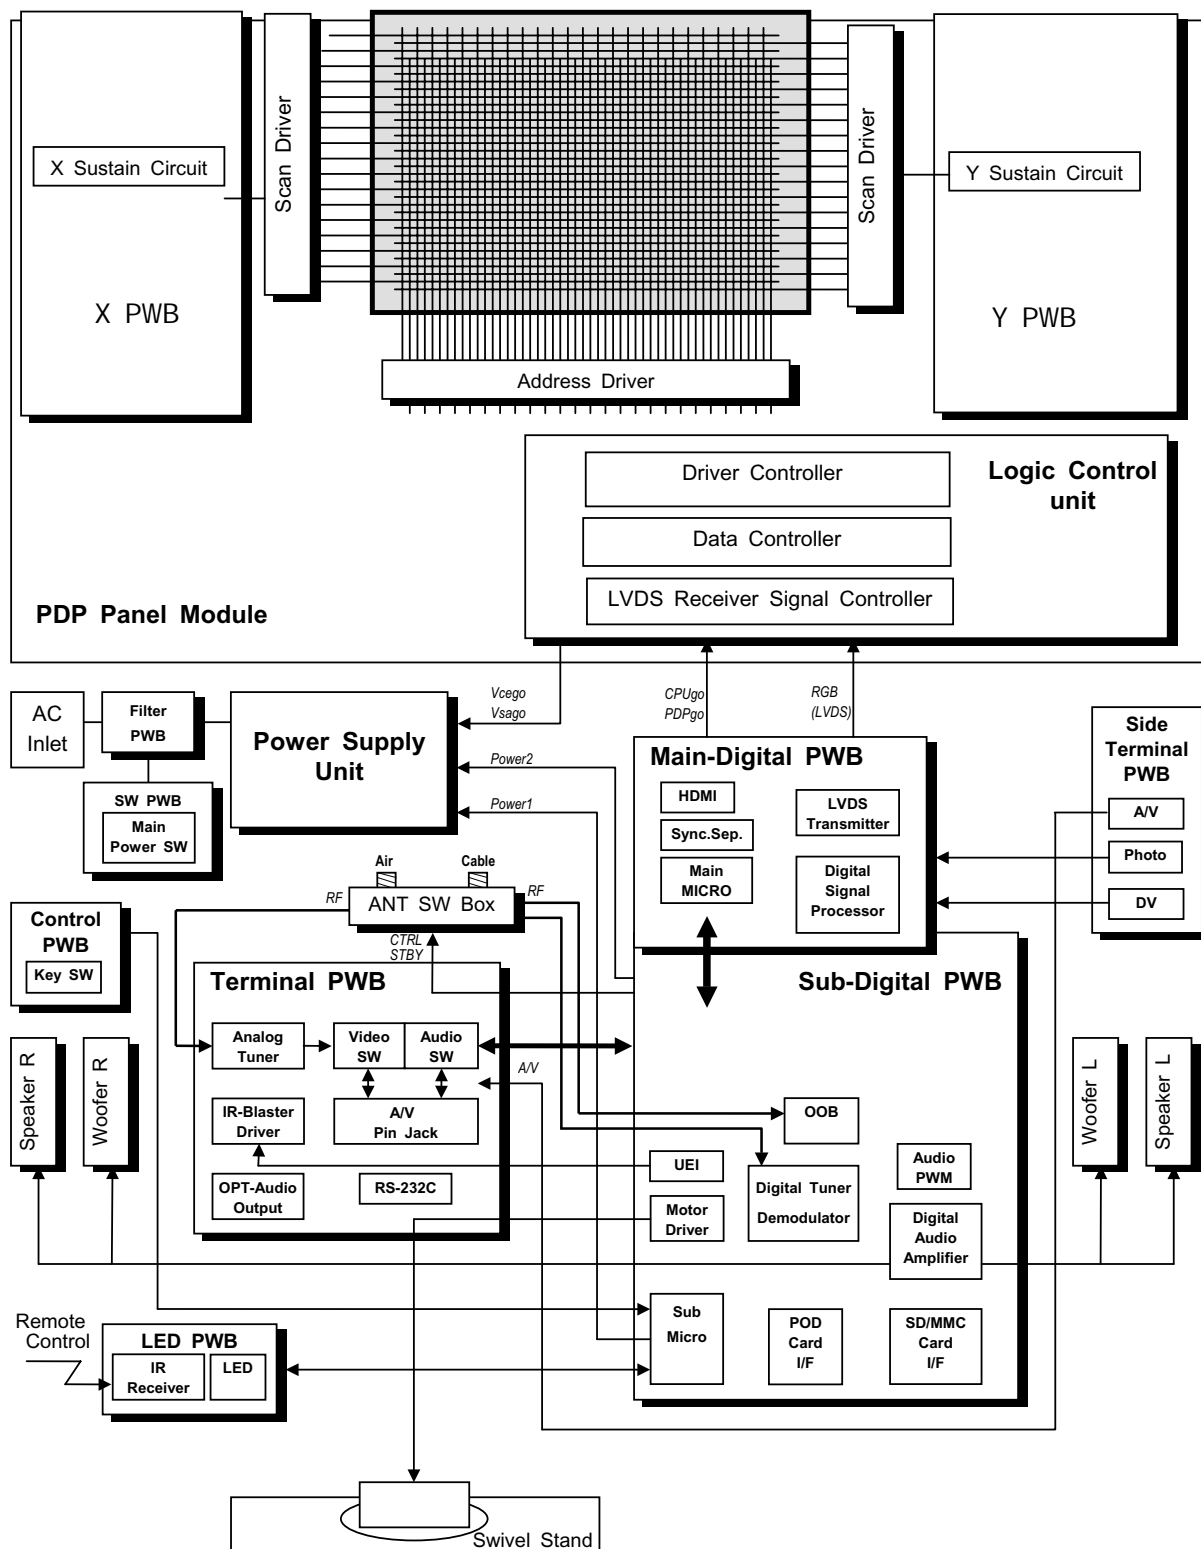 X Sustain Circuit
X PWB
Scan Driver
Address Driver
Scan Driver
Y Sustain Circuit
Y PWB
Logic Control
unit
Driver Controller
Data Controller
LVDS Receiver Signal Controller
PDP Panel Module
AC
Inlet
Filter
PWB
SW PWB
Main
Power SW
Power Supply
Unit
Vcego
Vsago
Power2
Power1
CPUgo
PDPgo
RGB
(LVDS)
Main-Digital PWB
HDMI
Sync.Sep.
Main
MICRO
LVDS
Transmitter
Digital
Signal
Processor
Side
Terminal
PWB
A/V
Photo
DV
Air
Cable
RF
ANT SW Box
RF
CTRL
STBY
Control
PWB
Key SW
Terminal PWB
Analog
Tuner
Video
SW
Audio
SW
A/V
IR-Blaster
Driver
A/V
Pin Jack
OPT-Audio
Output
RS-232C
Sub-Digital PWB
OOB
UEI
Motor
Driver
Digital Tuner
Demodulator
Audio
PWM
Digital
Audio
Amplifier
Sub
Micro
POD
Card
I/F
SD/MMC
Card
I/F
Speaker R
Woofer R
Woofer L
Speaker L
Remote
Control
LED PWB
IR
Receiver
LED
Swivel Stand